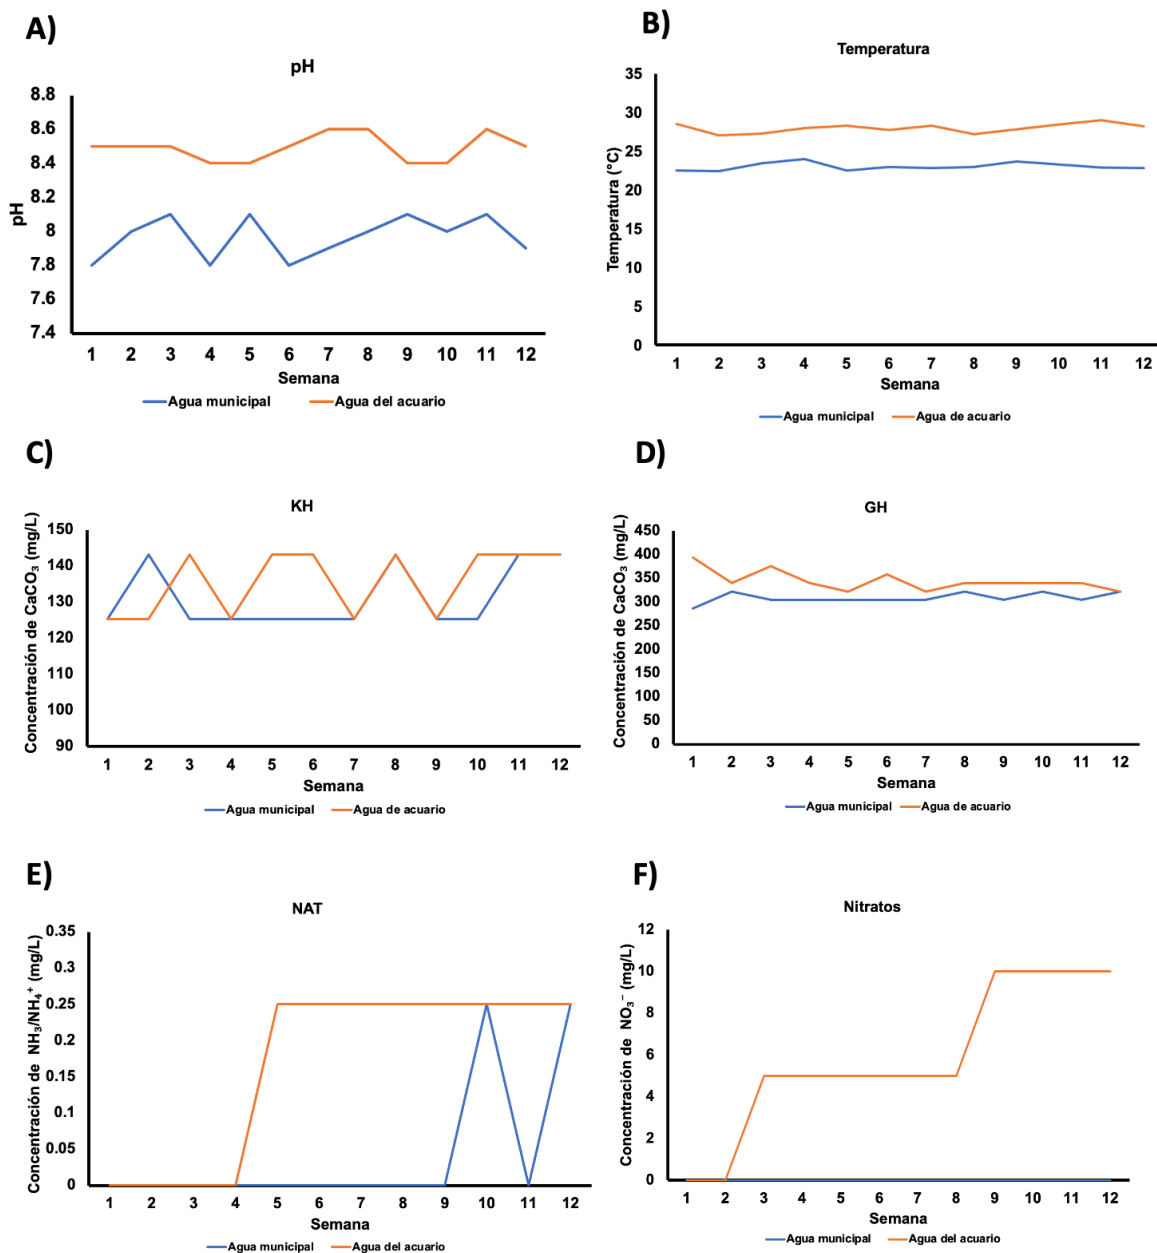 A)
pH
8.8
8.6
8.4
8.2
8
7.8
7.6
7.4
pH
1 2 3 4 5 6 7 8 9 10 11 12
Semana
Agua municipal Agua del acuario
B)
Temperatura
35
30
25
20
15
10
5
0
Temperatura (°C)
1 2 3 4 5 6 7 8 9 10 11 12
Semana
Agua municipal Agua de acuario
C)
KH
150
140
130
120
110
100
90
Concentración de CaCO₃ (mg/L)
1 2 3 4 5 6 7 8 9 10 11 12
Semana
Agua municipal Agua de acuario
D)
GH
450
400
350
300
250
200
150
100
50
0
Concentración de CaCO₃ (mg/L)
1 2 3 4 5 6 7 8 9 10 11 12
Semana
Agua municipal Agua de acuario
E)
NAT
0.35
0.3
0.25
0.2
0.15
0.1
0.05
0
Concentración de NH₃/NH₄⁺ (mg/L)
1 2 3 4 5 6 7 8 9 10 11 12
Semana
Agua municipal Agua del acuario
F)
Nitratos
12
10
8
6
4
2
0
Concentración de NO₃⁻ (mg/L)
1 2 3 4 5 6 7 8 9 10 11 12
Semana
Agua municipal Agua del acuario